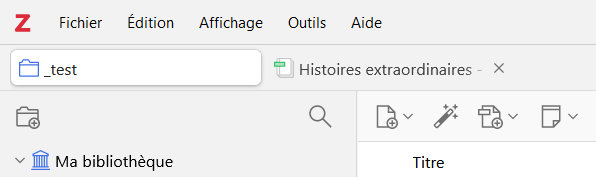 Z Fichier Édition Affichage Outils Aide
_test Histoires extraordinaires -
Ma bibliothèque
Titre